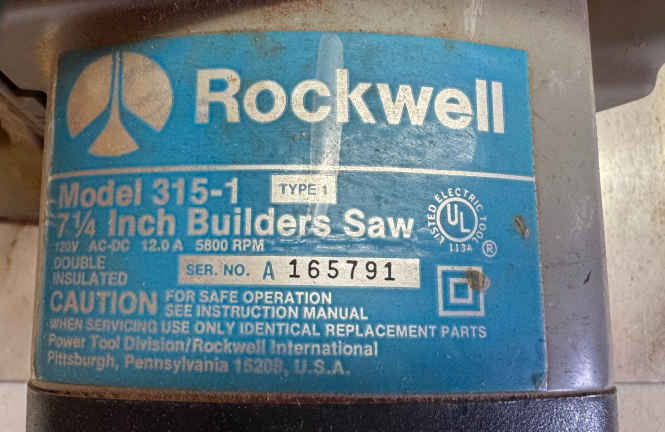 Rockwell
Model 315-1 TYPE 1
7¼ Inch Builders Saw
120V AC-DC 12.0 A 5800 RPM
DOUBLE
INSULATED
SER. NO. A 165791
LISTED ELECTRIC TOOL
UL
113A
®
CAUTION FOR SAFE OPERATION
SEE INSTRUCTION MANUAL
WHEN SERVICING USE ONLY IDENTICAL REPLACEMENT PARTS
Power Tool Division/Rockwell International
Pittsburgh, Pennsylvania 15208, U.S.A.